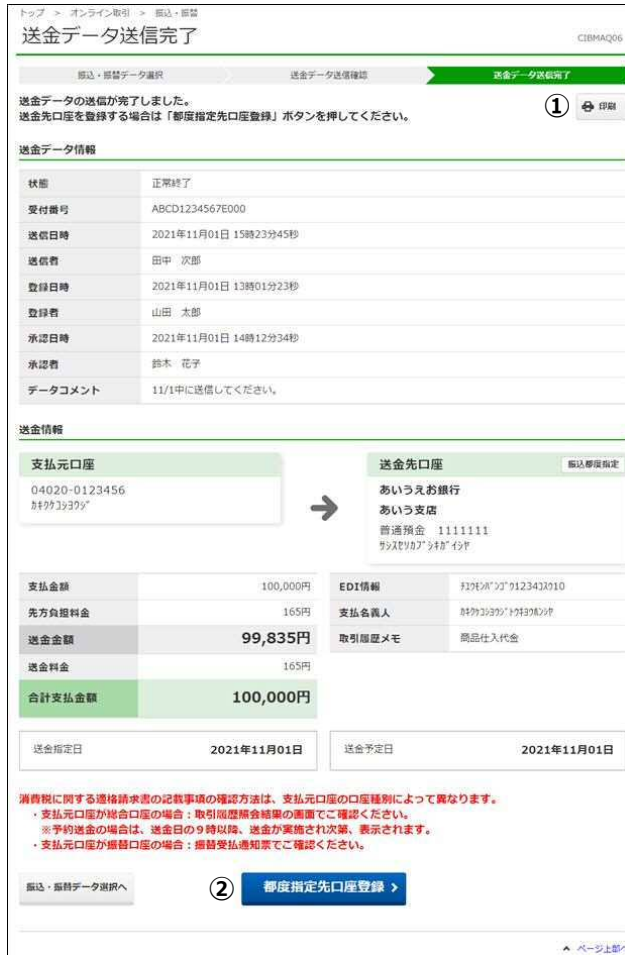 トップ > オンライン取引 > 振込・振替
送金データ送信完了
CIBMAQ06
振込・振替データ選択
送金データ送信確認
送金データ送信完了
送金データの送信が完了しました。
送金先口座を登録する場合は「都度指定先口座登録」ボタンを押してください。
① 印刷
送金データ情報
状態 正常終了
受付番号 ABCD1234567E000
送信日時 2021年11月01日 15時23分45秒
送信者 田中 次郎
登録日時 2021年11月01日 13時01分23秒
登録者 山田 太郎
承認日時 2021年11月01日 14時12分34秒
承認者 鈴木 花子
データコメント 11/1中に送信してください。
送金情報
支払元口座
04020-0123456
ｶｷｸｹｺｼﾖｳｼﾞ
➔
送金先口座 振込都度指定
あいうえお銀行
あいう支店
普通預金 1111111
ｻｼｽｾｿｶﾌﾞｼｷｶﾞｲｼﾔ
支払金額 100,000円
先方負担料金 165円
送金金額 99,835円
送金料金 165円
合計支払金額 100,000円
EDI情報
支払名義人
取引履歴メモ 商品仕入代金
送金指定日 2021年11月01日
送金予定日 2021年11月01日
消費税に関する適格請求書の記載事項の確認方法は、支払元口座の口座種別によって異なります。
・支払元口座が総合口座の場合：取引履歴照会結果の画面でご確認ください。
※予約送金の場合は、送金日の９時以降、送金が実施され次第、表示されます。
・支払元口座が振替口座の場合：振替受払通知票でご確認ください。
振込・振替データ選択へ
② 都度指定先口座登録 ›
ページ上部へ